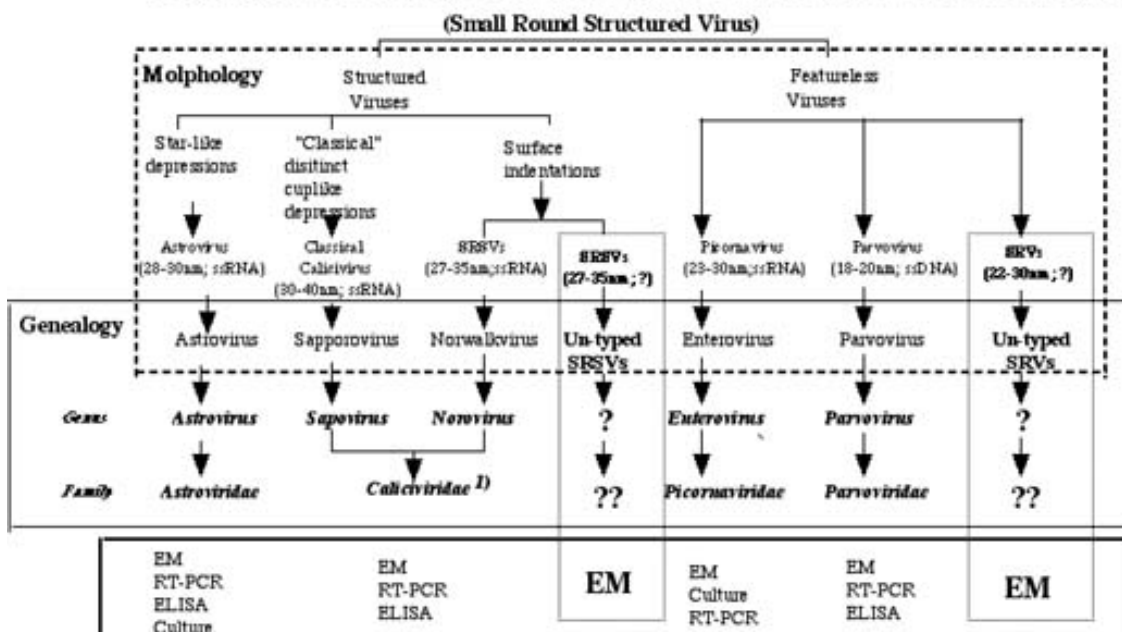 (Small Round Structured Virus)
Molphology
Structured
Viruses
Featureless
Viruses
Star-like
depressions
"Classical"
disitinct
cuplike
depressions
Surface
indentations
Astrovirus
(28-30nm; ssRNA)
Classical
Calicivirus
(30-40nm; ssRNA)
SRSVs
(27-35nm;ssRNA)
SRSVs
(27-35nm; ?)
Picornavirus
(23-30nm;ssRNA)
Parvovirus
(18-20nm; ssDNA)
SRVs
(22-30nm; ?)
Genealogy
Astrovirus
Sapporovirus
Norwalkvirus
Un-typed
SRSVs
Enterovirus
Parvovirus
Un-typed
SRVs
Genus
Astrovirus
Sapovirus
Norovirus
?
Enterovirus
Parvovirus
?
Family
Astroviridae
Caliciviridae 1)
??
Picornaviridae
Parvoviridae
??
EM
RT-PCR
ELISA
Culture
EM
RT-PCR
ELISA
EM
EM
Culture
RT-PCR
EM
RT-PCR
ELISA
EM